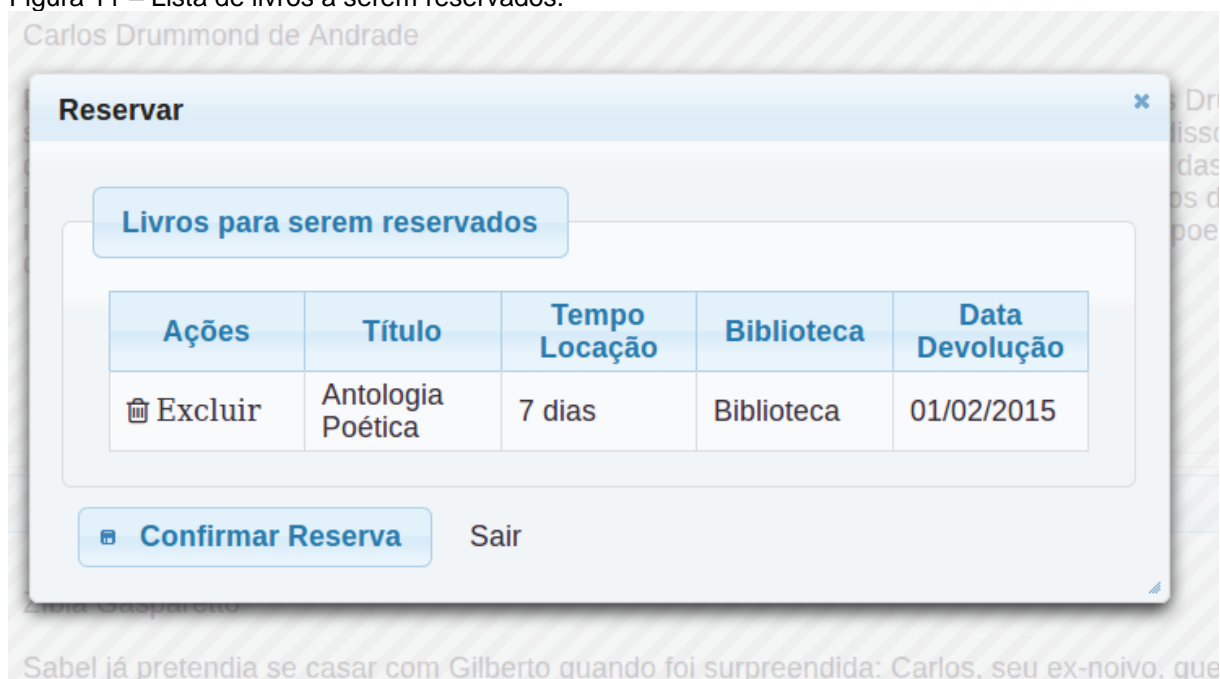 Figura 11 – Lista de livros a serem reservados.
Carlos Drummond de Andrade
Reservar
Livros para serem reservados
Ações Título Tempo Locação Biblioteca Data Devolução
Excluir Antologia Poética 7 dias Biblioteca 01/02/2015
Confirmar Reserva Sair
Zibia Gasparetto
Sabel já pretendia se casar com Gilberto quando foi surpreendida: Carlos, seu ex-noivo, que